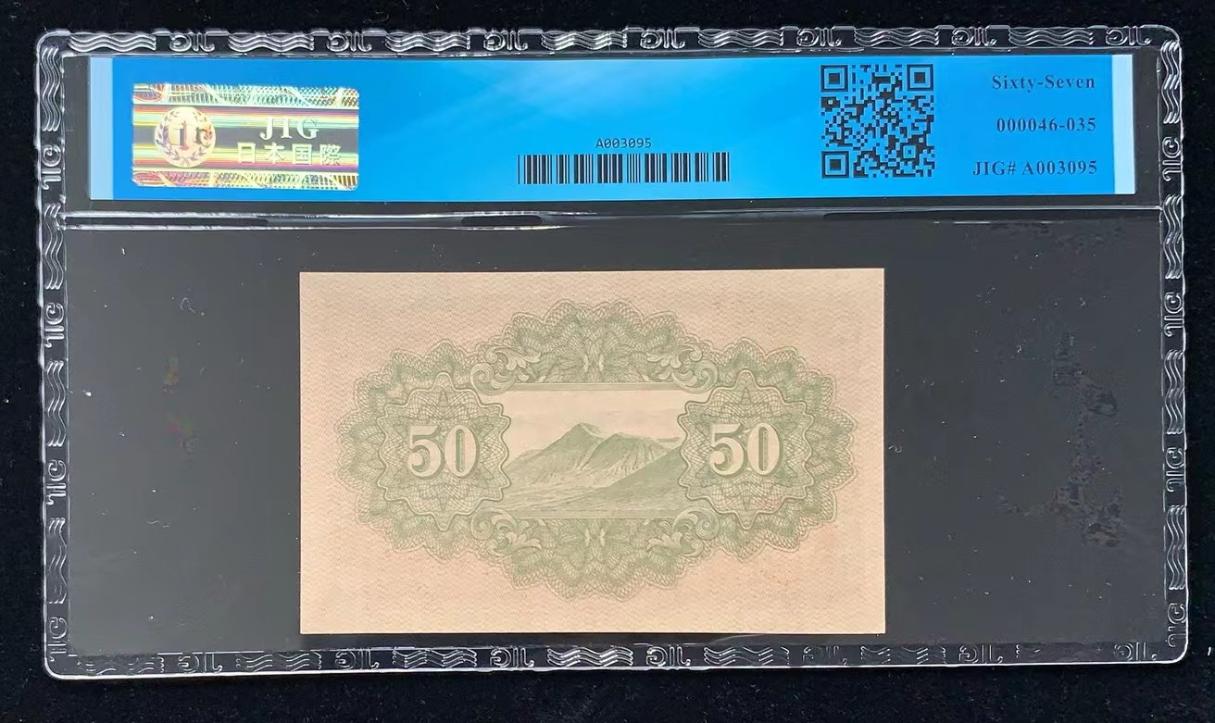 JIG
日本国際
A003095
Sixty-Seven
000046-035
JIG# A003095
50
50